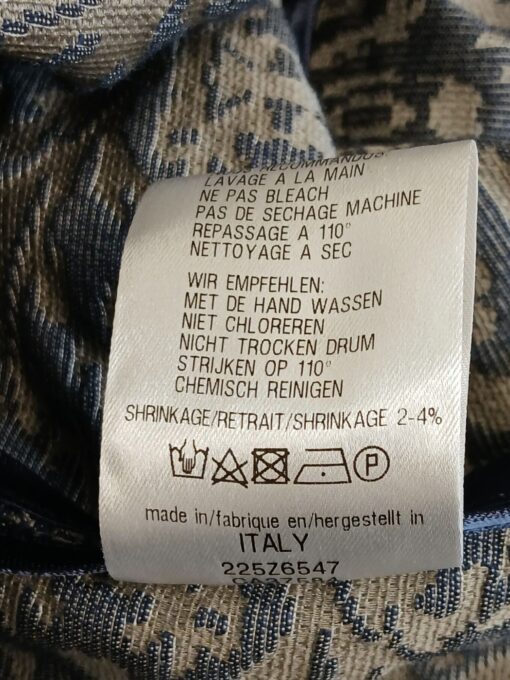 LAVAGE A LA MAIN
NE PAS BLEACH
PAS DE SECHAGE MACHINE
REPASSAGE A 110°
NETTOYAGE A SEC
WIR EMPFEHLEN:
MET DE HAND WASSEN
NIET CHLOREREN
NICHT TROCKEN DRUM
STRIJKEN OP 110°
CHEMISCH REINIGEN
SHRINKAGE/RETRAIT/SHRINKAGE 2-4%
P
made in/fabrique en/hergestellt in
ITALY
225Z6547